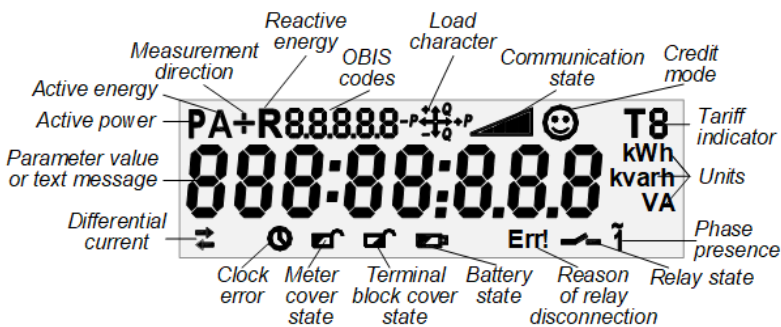 Reactive
energy
Load
character
Measurement
direction
OBIS
codes
Communication
state
Credit
mode
Active energy
Active power
PA+R8.8.8.8.8 -P +Q -Q +P T8
Tariff
indicator
Parameter value
or text message
888:88:8.8.8
kWh
kvarh
VA
Units
Differential
current
Err! 1
Phase
presence
Clock
error
Meter
cover
state
Terminal
block cover
state
Battery
state
Reason
of relay
disconnection
Relay state